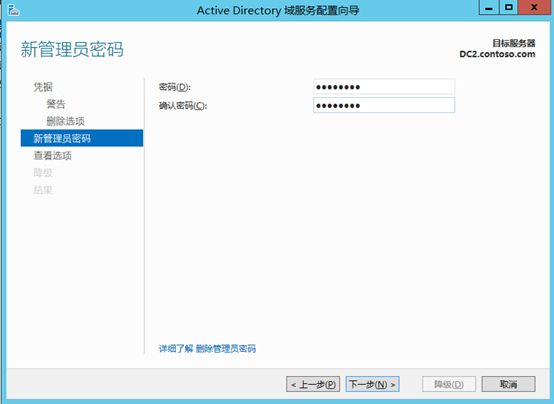 Active Directory 域服务配置向导
新管理员密码
目标服务器
DC2.contoso.com
凭据
警告
删除选项
新管理员密码
查看选项
降级
结果
密码(D):
●●●●●●●●
确认密码(C):
●●●●●●●●
详细了解 删除管理员密码
< 上一步(P)
下一步(N) >
降级(D)
取消